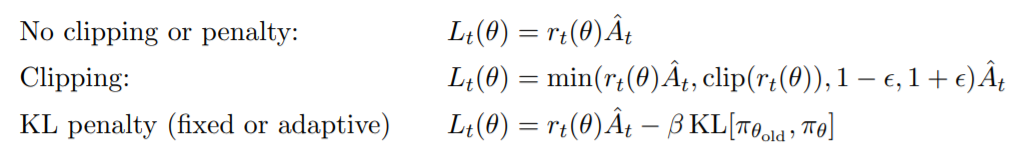 No clipping or penalty: L_t(θ) = r_t(θ)Â_t
Clipping: L_t(θ) = min(r_t(θ)Â_t, clip(r_t(θ)), 1 − ϵ, 1 + ϵ)Â_t
KL penalty (fixed or adaptive) L_t(θ) = r_t(θ)Â_t − β KL[π_θ_old, π_θ]